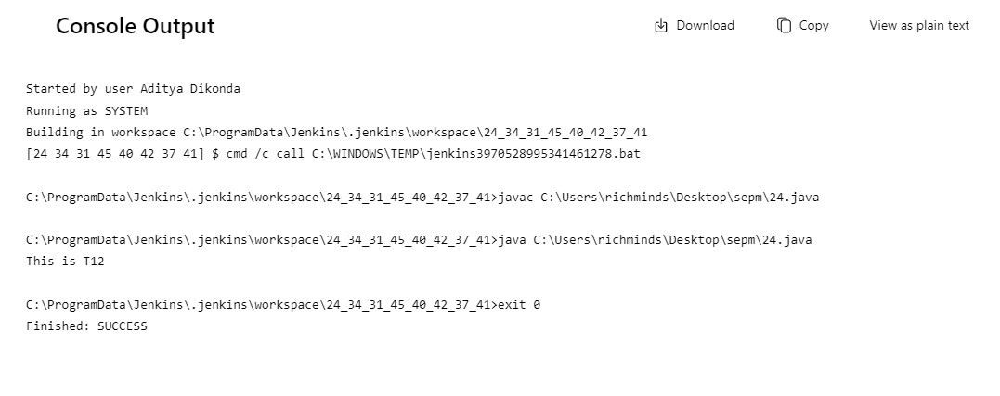 Console Output
Download
Copy
View as plain text
Started by user Aditya Dikonda
Running as SYSTEM
Building in workspace C:\ProgramData\Jenkins\.jenkins\workspace\24_34_31_45_40_42_37_41
[24_34_31_45_40_42_37_41] $ cmd /c call C:\WINDOWS\TEMP\jenkins3970528995341461278.bat
C:\ProgramData\Jenkins\.jenkins\workspace\24_34_31_45_40_42_37_41>javac C:\Users\richminds\Desktop\sepm\24.java
C:\ProgramData\Jenkins\.jenkins\workspace\24_34_31_45_40_42_37_41>java C:\Users\richminds\Desktop\sepm\24.java
This is T12
C:\ProgramData\Jenkins\.jenkins\workspace\24_34_31_45_40_42_37_41>exit 0
Finished: SUCCESS